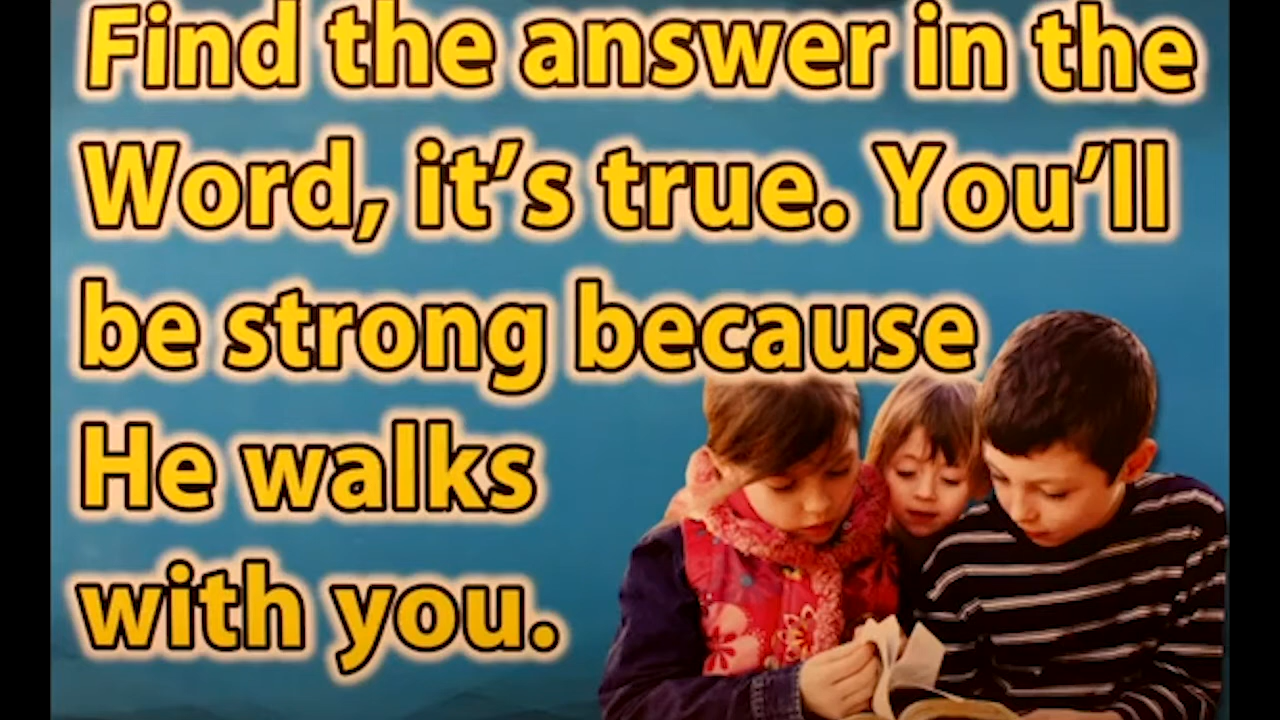 Find the answer in the
Word, it's true. You'll
be strong because
He walks
with you.